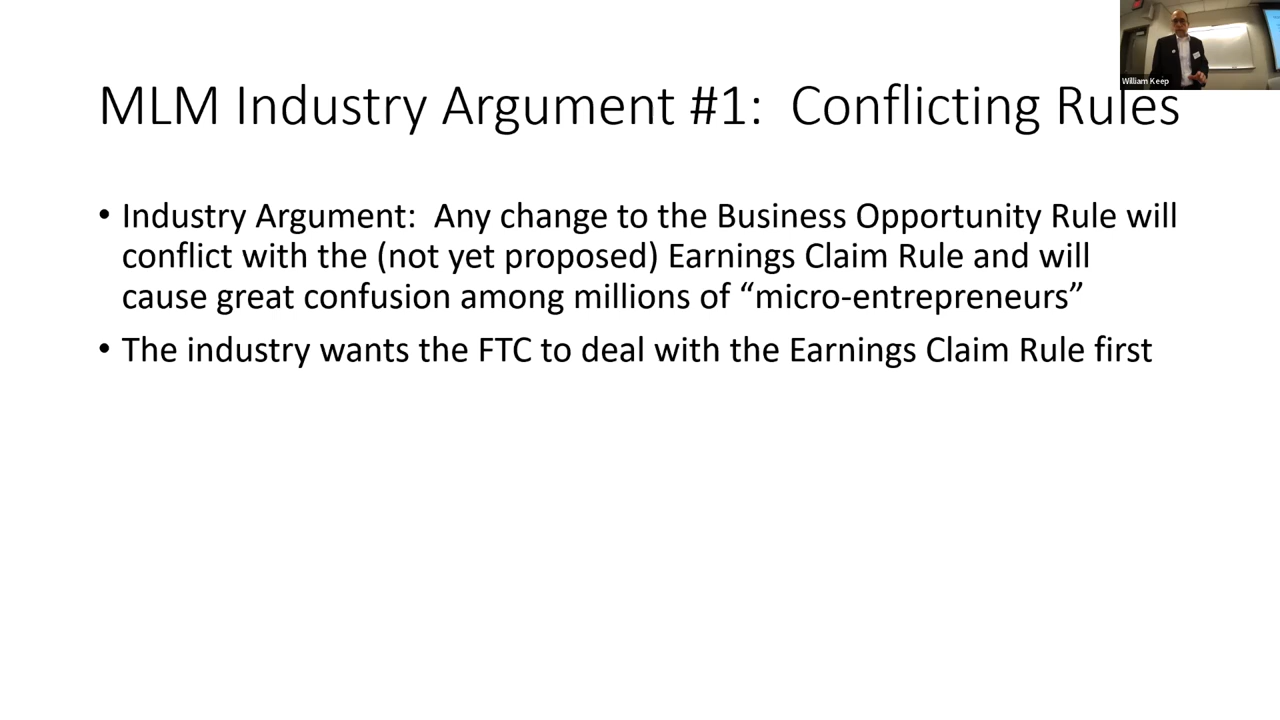 William Keep
MLM Industry Argument #1:  Conflicting Rules
• Industry Argument:  Any change to the Business Opportunity Rule will
conflict with the (not yet proposed) Earnings Claim Rule and will
cause great confusion among millions of “micro-entrepreneurs”
• The industry wants the FTC to deal with the Earnings Claim Rule first